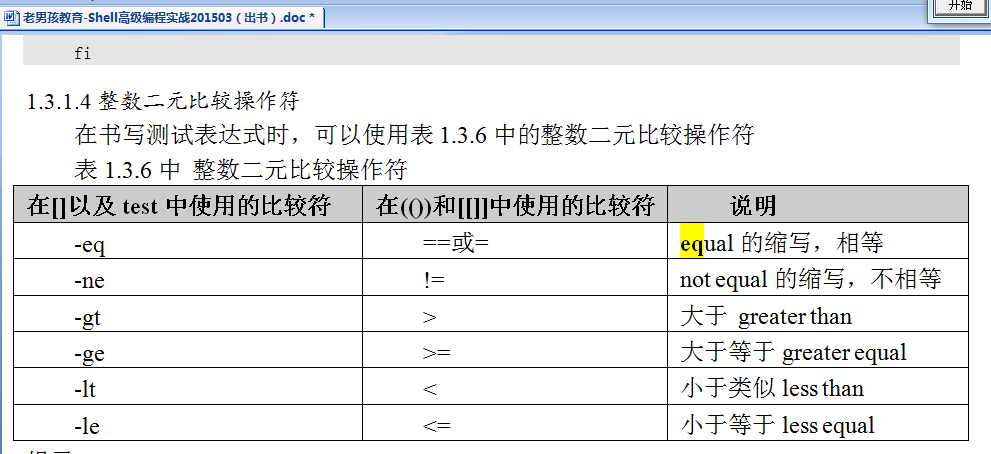 开始
老男孩教育-Shell高级编程实战201503（出书）.doc *
fi
1.3.1.4 整数二元比较操作符
在书写测试表达式时，可以使用表 1.3.6 中的整数二元比较操作符
表 1.3.6 中 整数二元比较操作符
在[]以及 test 中使用的比较符 在(())和[[]]中使用的比较符 说明
-eq ==或= equal 的缩写，相等
-ne != not equal 的缩写，不相等
-gt > 大于 greater than
-ge >= 大于等于 greater equal
-lt < 小于类似 less than
-le <= 小于等于 less equal